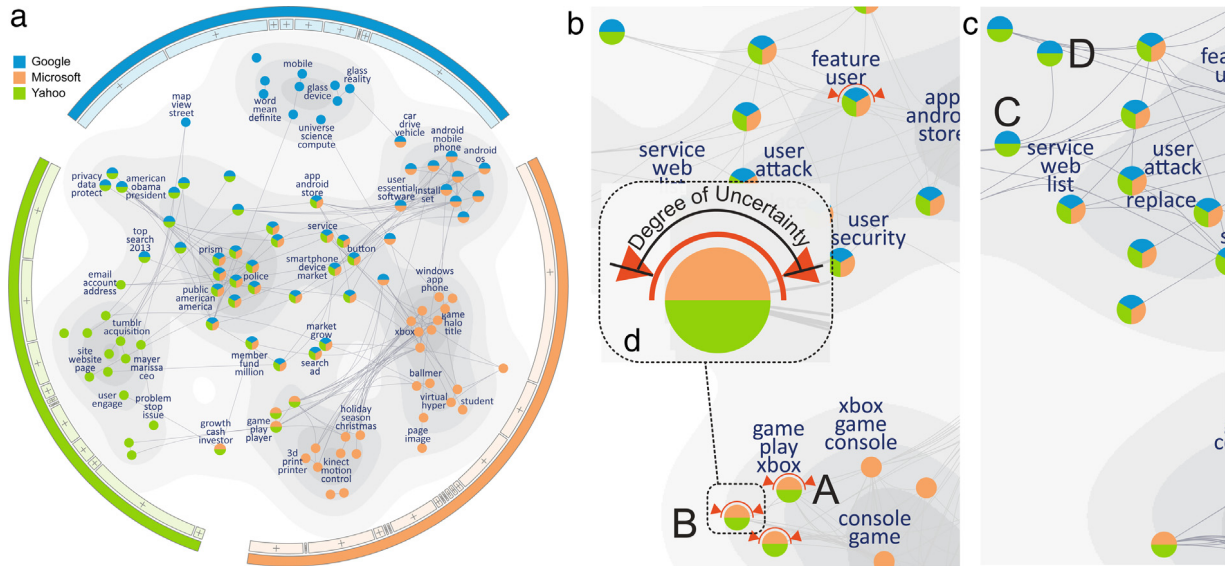 a
Google
Microsoft
Yahoo
mobile
glass
reality
glass
device
word
mean
definite
universe
science
compute
map
view
street
car
drive
vehicle
android
mobile
phone
android
os
privacy
data
protect
american
obama
president
app
android
store
user
essential
software
install
set
top
search
2013
prism
service
button
police
smartphone
device
market
windows
app
phone
email
account
address
public
american
america
tumblr
acquisition
xbox
game
halo
title
site
website
page
mayer
marissa
ceo
market
grow
member
fund
million
search
ad
ballmer
user
engage
problem
stop
issue
virtual
hyper
student
holiday
season
christmas
growth
cash
investor
game
play
player
page
image
3d
print
printer
kinect
motion
control
b
feature
user
app
android
store
service
web
list
user
attack
Degree of Uncertainty
user
security
d
xbox
game
console
game
play
xbox
A
B
console
game
c
D
C
service
web
list
user
attack
replace